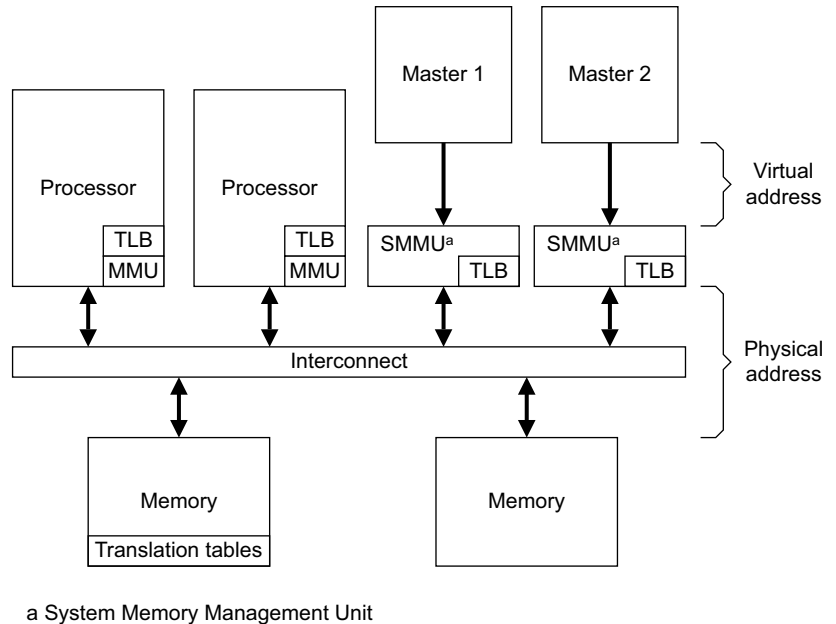 Master 1
Master 2
Processor
TLB
MMU
Processor
TLB
MMU
SMMUᵃ
TLB
SMMUᵃ
TLB
Virtual
address
Interconnect
Physical
address
Memory
Translation tables
Memory
a System Memory Management Unit